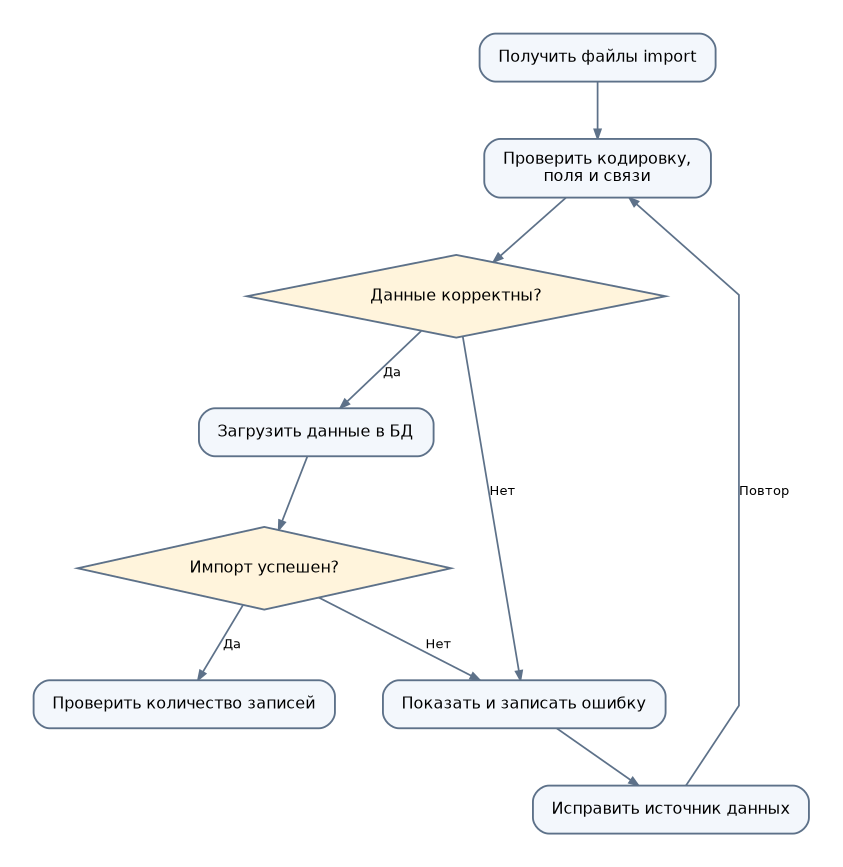 Получить файлы import
Проверить кодировку,
поля и связи
Данные корректны?
Да
Загрузить данные в БД
Нет
Повтор
Импорт успешен?
Да
Нет
Проверить количество записей
Показать и записать ошибку
Исправить источник данных